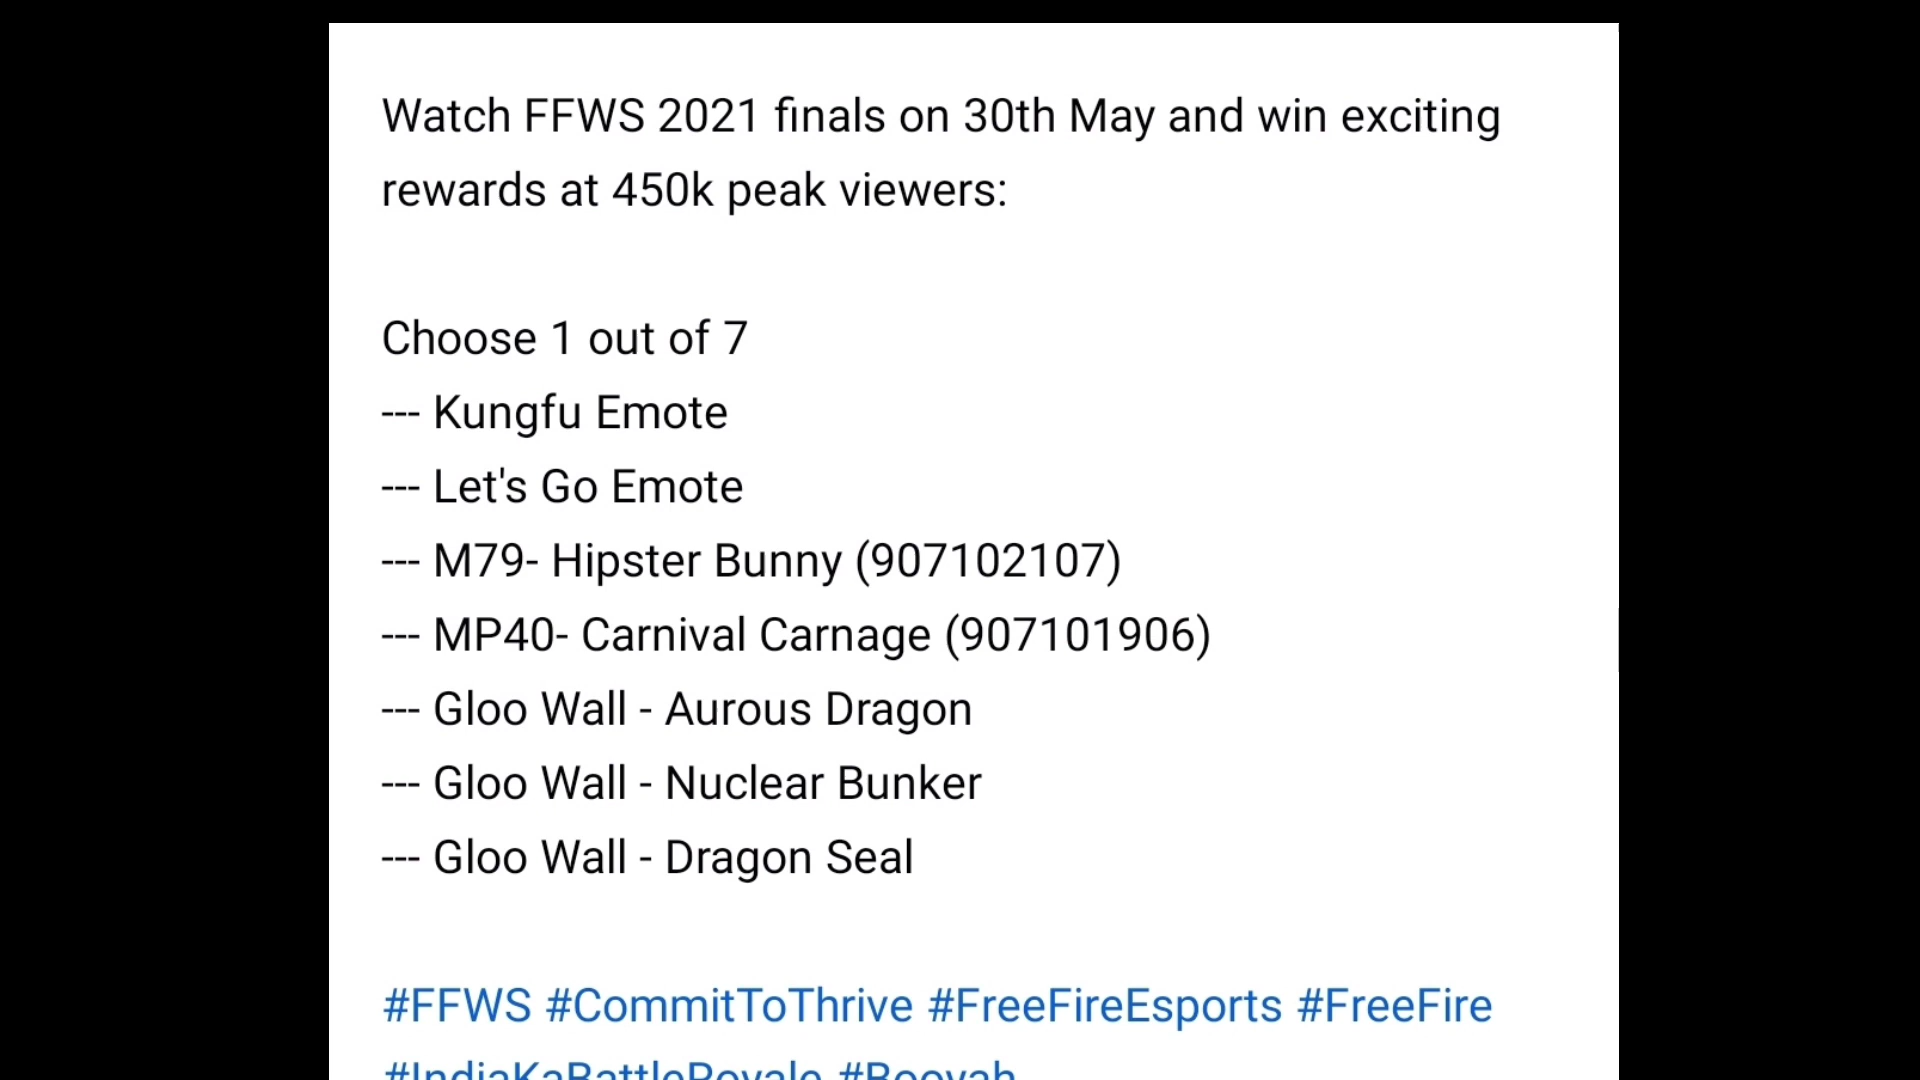 Watch FFWS 2021 finals on 30th May and win exciting
rewards at 450k peak viewers:
Choose 1 out of 7
--- Kungfu Emote
--- Let's Go Emote
--- M79- Hipster Bunny (907102107)
--- MP40- Carnival Carnage (907101906)
--- Gloo Wall - Aurous Dragon
--- Gloo Wall - Nuclear Bunker
--- Gloo Wall - Dragon Seal
#FFWS #CommitToThrive #FreeFireEsports #FreeFire
#IndiaKaBattleRoyale #Booyah